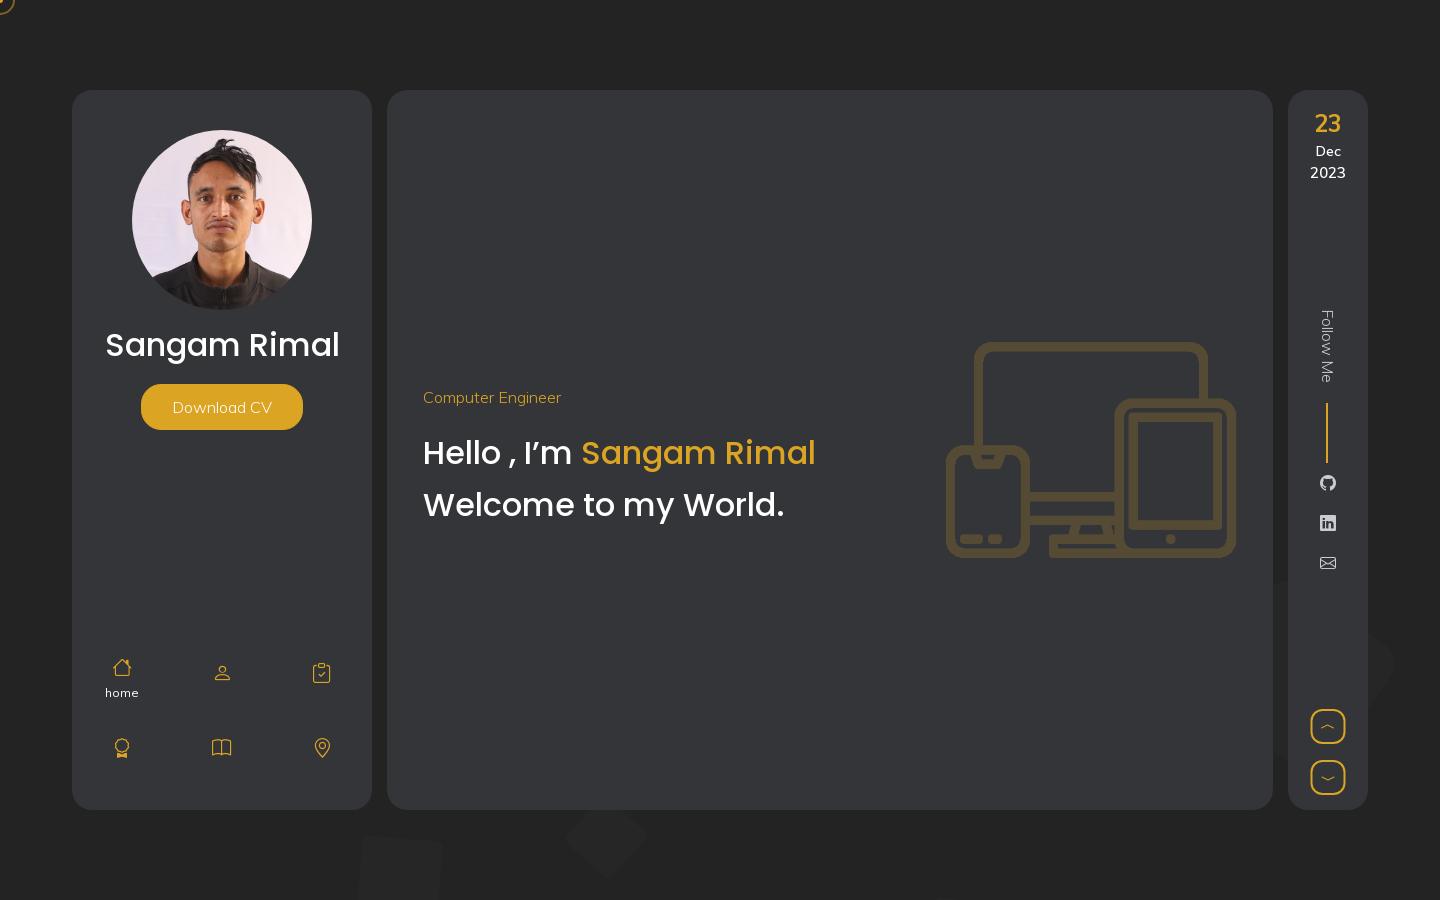 Sangam Rimal
Download CV
home
Computer Engineer
Hello , I’m Sangam Rimal
Welcome to my World.
23
Dec
2023
Follow Me